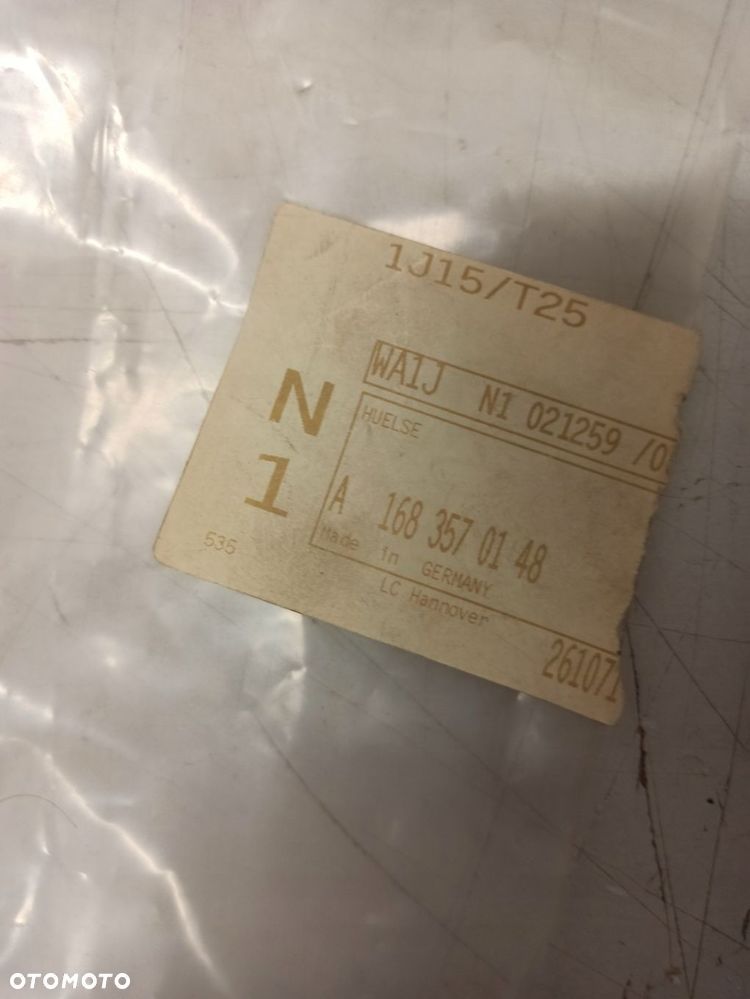 1J15/T25
WA1J N1 021259 /0
N
1
HUELSE
A 168 357 01 48
Made in GERMANY
535
LC Hannover
261071
OTOMOTO